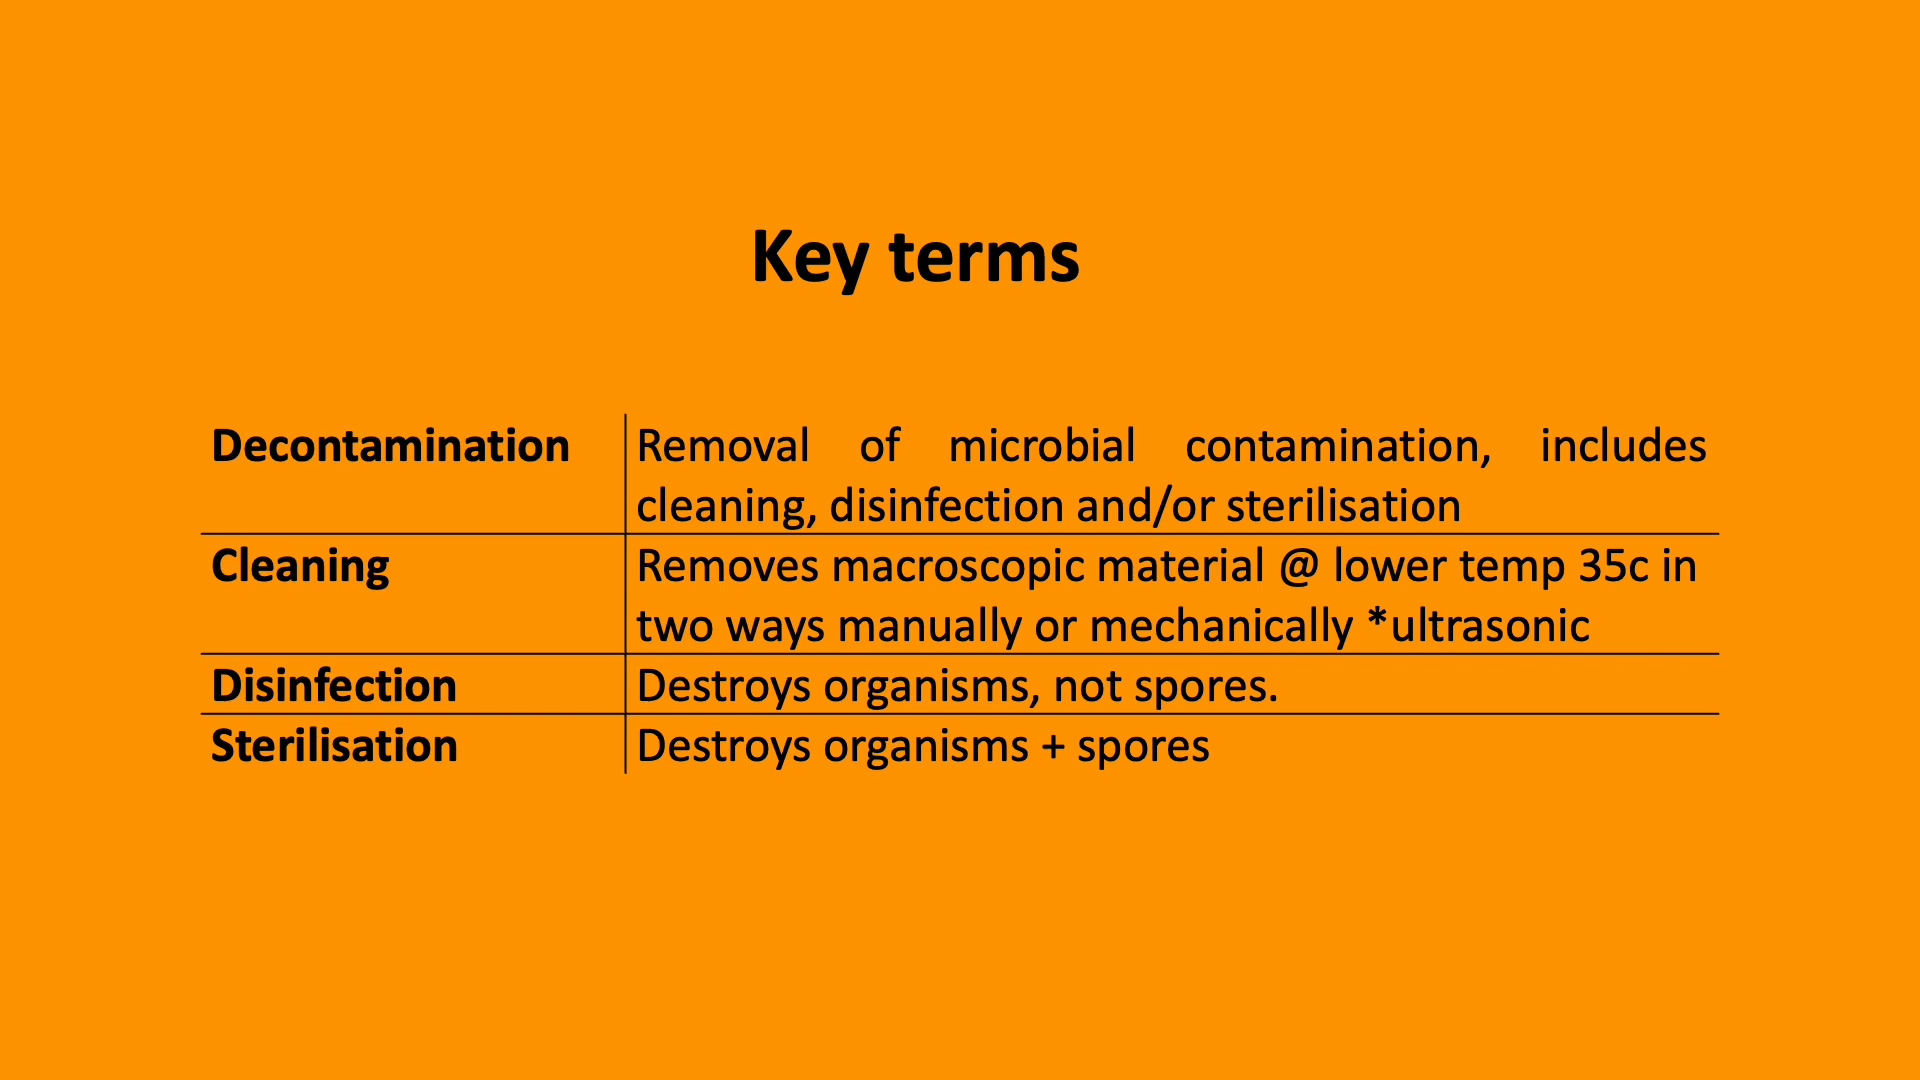 Key terms
Decontamination
Removal of microbial contamination, includes
cleaning, disinfection and/or sterilisation
Cleaning
Removes macroscopic material @ lower temp 35c in
two ways manually or mechanically *ultrasonic
Disinfection
Destroys organisms, not spores.
Sterilisation
Destroys organisms + spores